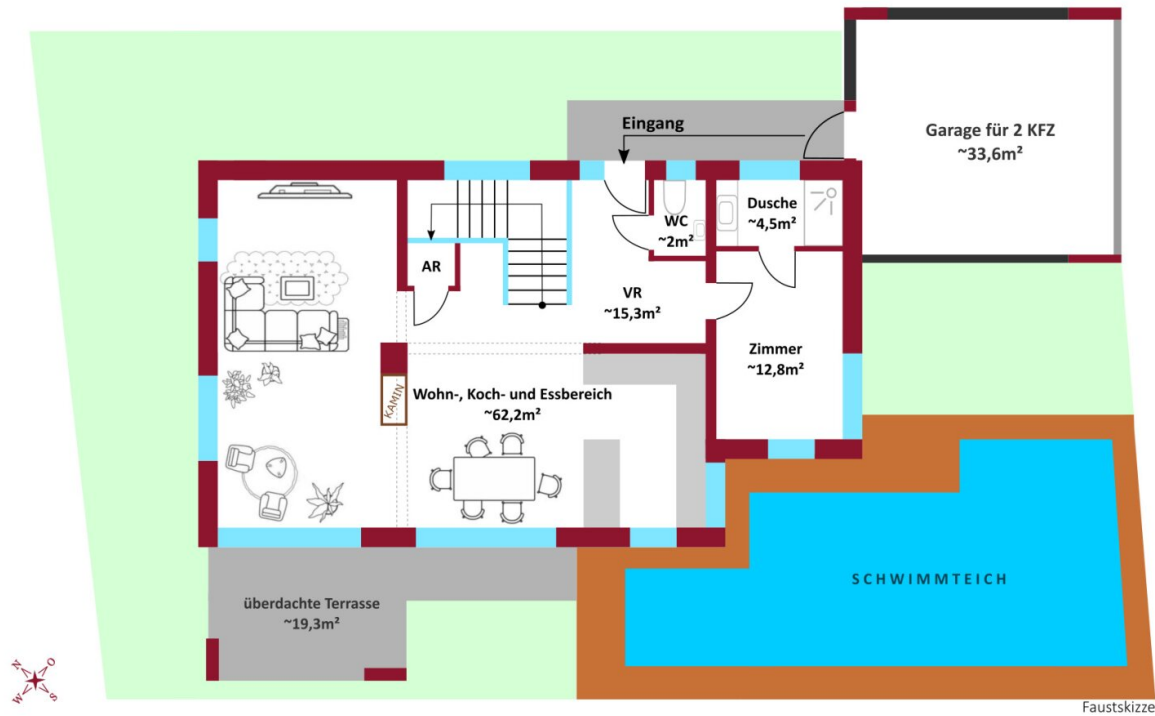 Eingang
Garage für 2 KFZ
~33,6m²
Dusche
~4,5m²
WC
~2m²
AR
VR
~15,3m²
Zimmer
~12,8m²
KAMIN
Wohn-, Koch- und Essbereich
~62,2m²
SCHWIMMTEICH
überdachte Terrasse
~19,3m²
N
O
W
S
Faustskizze